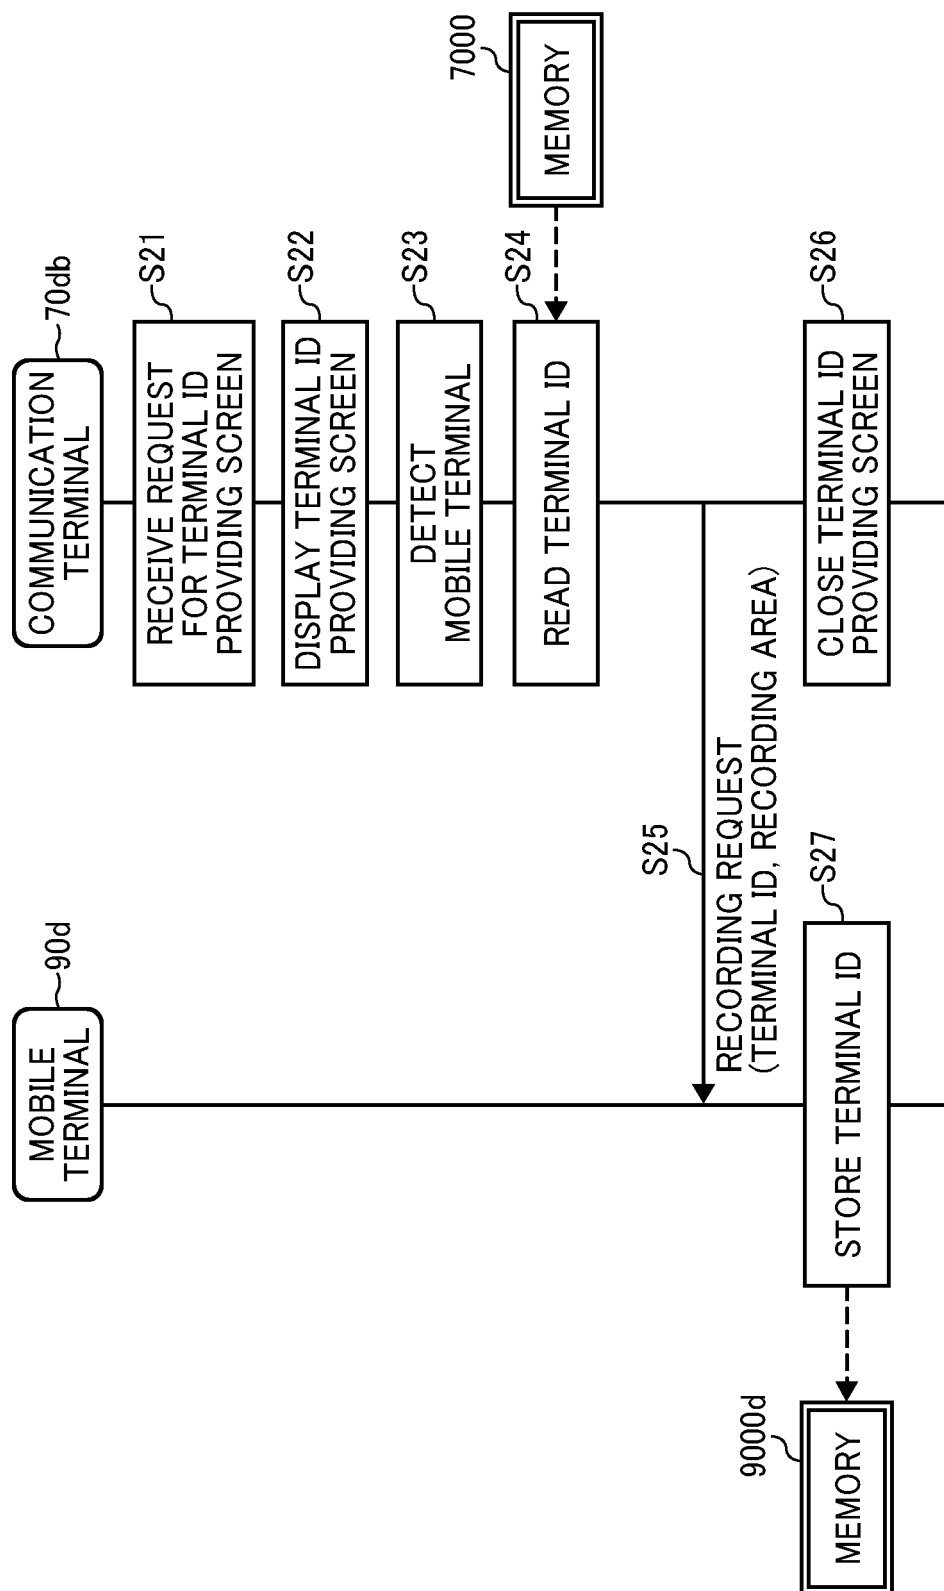 MOBILE
TERMINAL
90d
COMMUNICATION
TERMINAL
70db
RECEIVE REQUEST
FOR TERMINAL ID
PROVIDING SCREEN
S21
DISPLAY TERMINAL ID
PROVIDING SCREEN
S22
DETECT
MOBILE TERMINAL
S23
READ TERMINAL ID
S24
MEMORY
7000
S25
RECORDING REQUEST
(TERMINAL ID, RECORDING AREA)
9000d
MEMORY
STORE TERMINAL ID
S27
CLOSE TERMINAL ID
PROVIDING SCREEN
S26